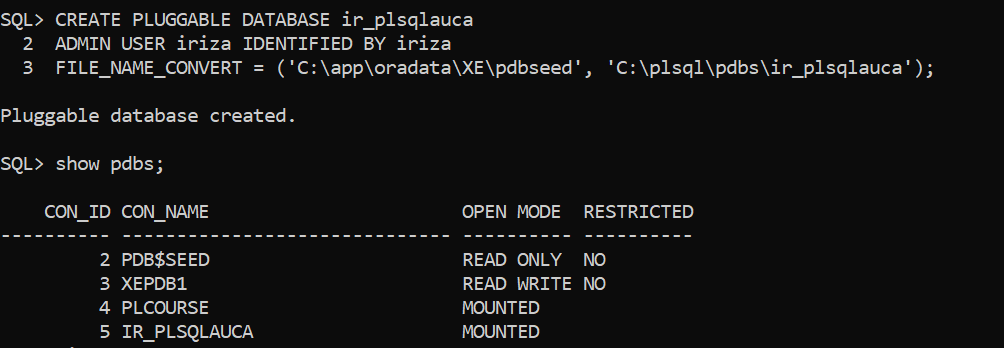 SQL> CREATE PLUGGABLE DATABASE ir_plsqlauca
  2  ADMIN USER iriza IDENTIFIED BY iriza
  3  FILE_NAME_CONVERT = ('C:\app\oradata\XE\pdbseed', 'C:\plsql\pdbs\ir_plsqlauca');
Pluggable database created.
SQL> show pdbs;
    CON_ID CON_NAME                       OPEN MODE  RESTRICTED
---------- ------------------------------ ---------- ----------
         2 PDB$SEED                       READ ONLY  NO
         3 XEPDB1                         READ WRITE NO
         4 PLCOURSE                       MOUNTED
         5 IR_PLSQLAUCA                   MOUNTED